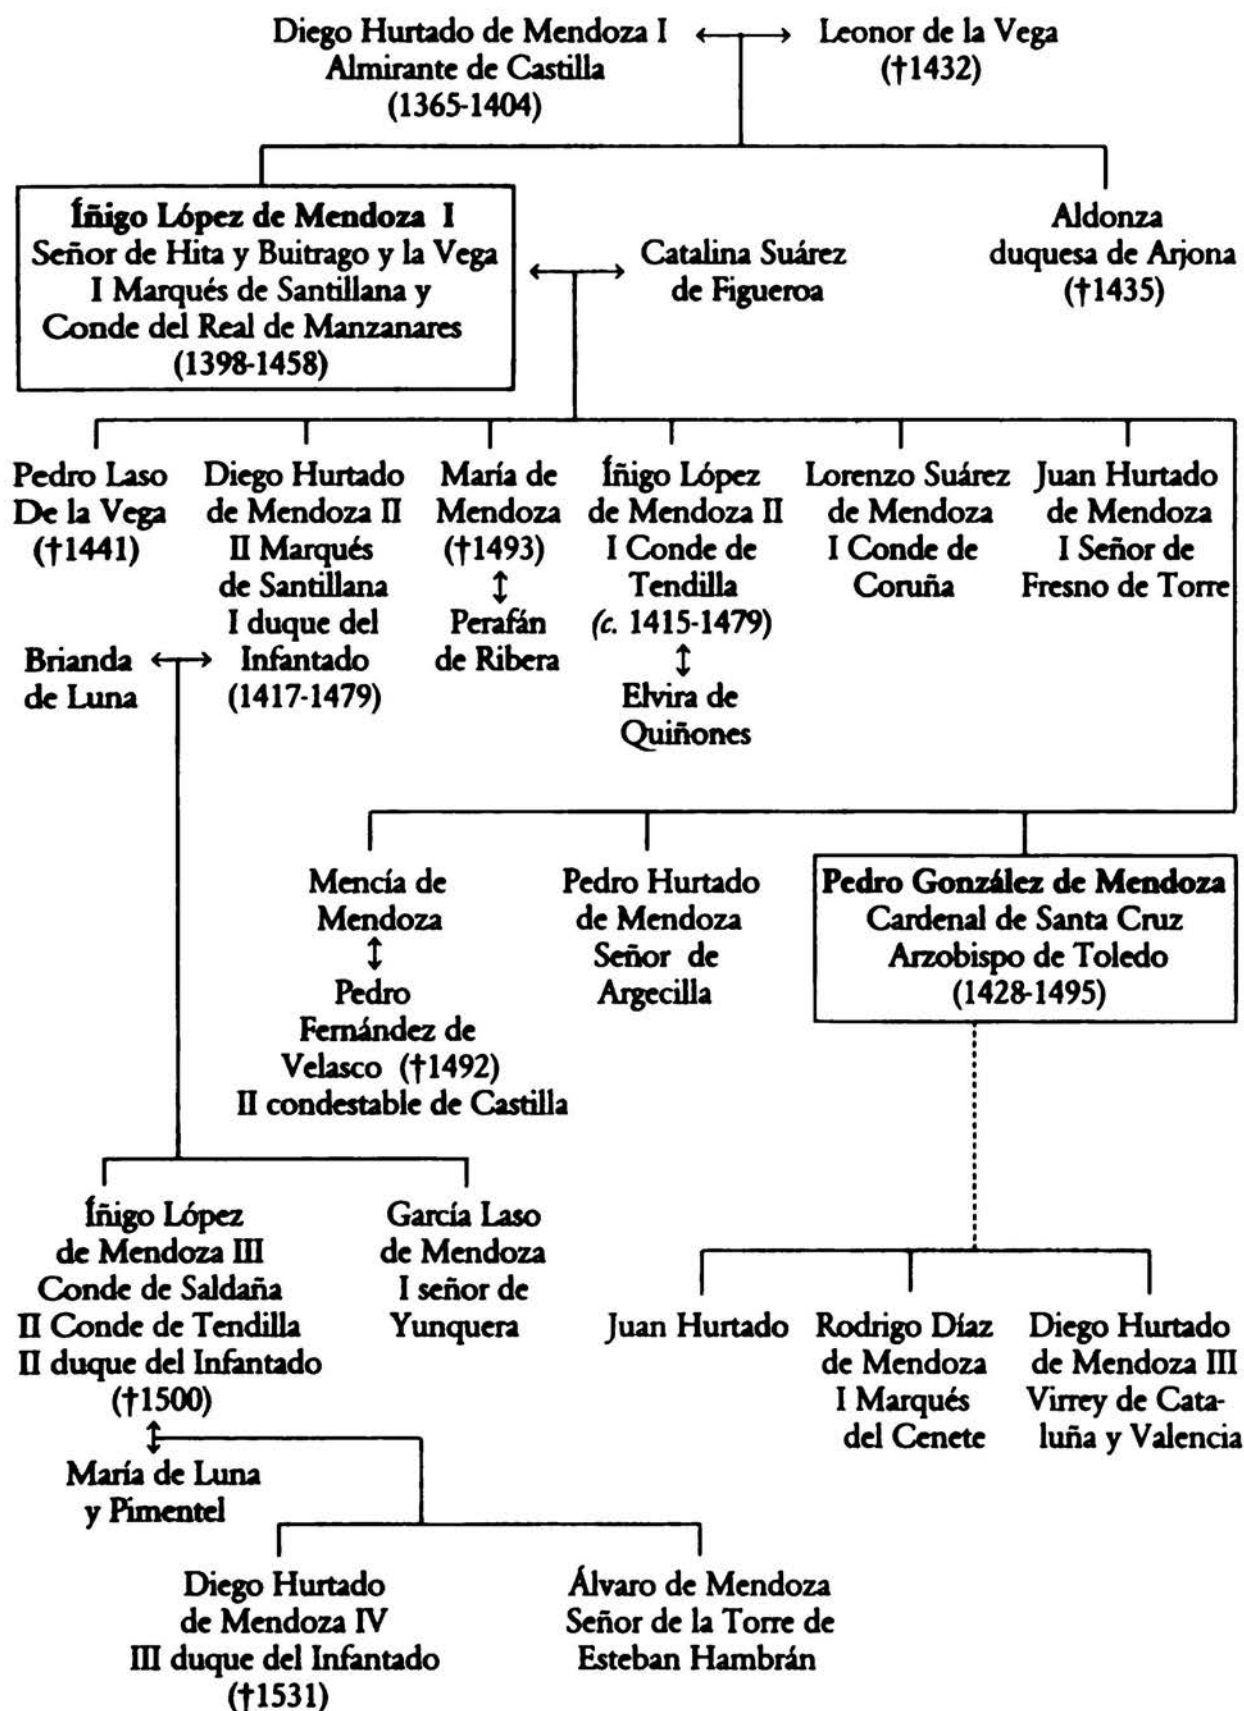 Diego Hurtado de Mendoza I
Almirante de Castilla
(1365-1404)
Leonor de la Vega
(†1432)
Íñigo López de Mendoza I
Señor de Hita y Buitrago y la Vega
I Marqués de Santillana y
Conde del Real de Manzanares
(1398-1458)
Catalina Suárez
de Figueroa
Aldonza
duquesa de Arjona
(†1435)
Pedro Laso
De la Vega
(†1441)
Diego Hurtado
de Mendoza II
II Marqués
de Santillana
I duque del
Infantado
(1417-1479)
Brianda
de Luna
María de
Mendoza
(†1493)
Perafán
de Ribera
Íñigo López
de Mendoza II
I Conde de
Tendilla
(c. 1415-1479)
Elvira de
Quiñones
Lorenzo Suárez
de Mendoza
I Conde de
Coruña
Juan Hurtado
de Mendoza
I Señor de
Fresno de Torre
Mencía de
Mendoza
Pedro
Fernández de
Velasco (†1492)
II condestable de Castilla
Pedro Hurtado
de Mendoza
Señor de
Argecilla
Pedro González de Mendoza
Cardenal de Santa Cruz
Arzobispo de Toledo
(1428-1495)
Íñigo López
de Mendoza III
Conde de Saldaña
II Conde de Tendilla
II duque del Infantado
(†1500)
María de Luna
y Pimentel
García Laso
de Mendoza
I señor de
Yunquera
Juan Hurtado
Rodrigo Díaz
de Mendoza
I Marqués
del Cenete
Diego Hurtado
de Mendoza III
Virrey de Cata-
luña y Valencia
Diego Hurtado
de Mendoza IV
III duque del Infantado
(†1531)
Álvaro de Mendoza
Señor de la Torre de
Esteban Hambrán